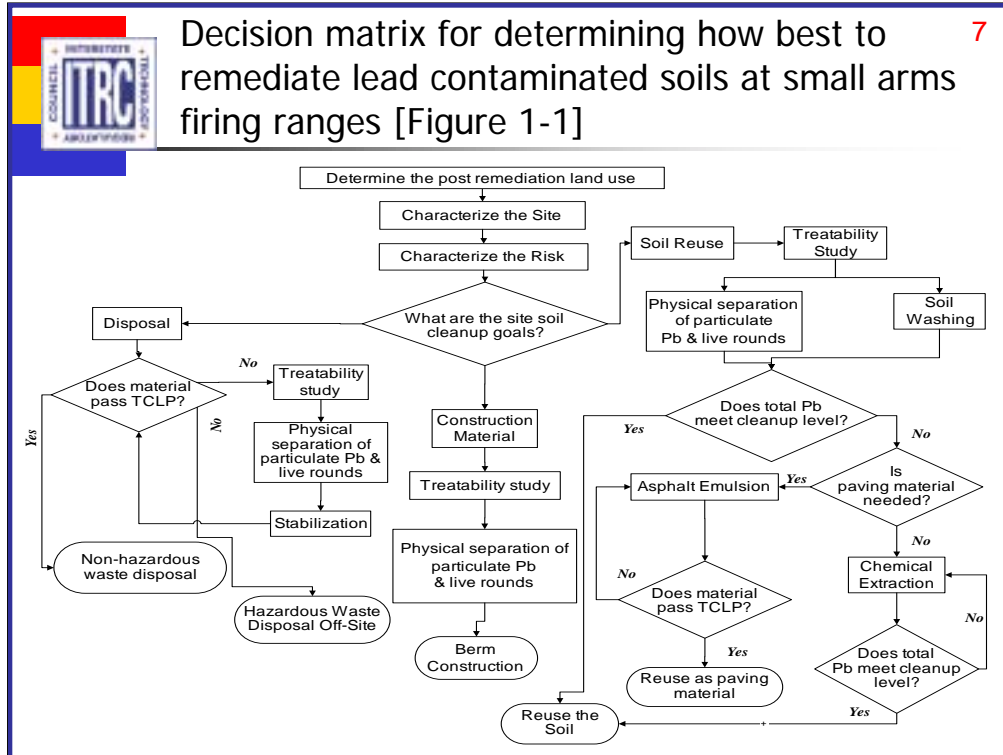 Decision matrix for determining how best to
remediate lead contaminated soils at small arms
firing ranges [Figure 1-1]
7
INTERSTATE
COUNCIL
ITRC
TECHNOLOGY
REGULATORY
Determine the post remediation land use
Characterize the Site
Characterize the Risk
What are the site soil
cleanup goals?
Disposal
Does material
pass TCLP?
No
No
Yes
Treatability
study
Physical
separation of
particulate Pb &
live rounds
Stabilization
Non-hazardous
waste disposal
Hazardous Waste
Disposal Off-Site
Construction
Material
Treatability study
Physical separation of
particulate Pb
& live rounds
Berm
Construction
Soil Reuse
Treatability
Study
Physical separation
of particulate
Pb & live rounds
Soil
Washing
Does total Pb
meet cleanup level?
Yes
No
Is
paving material
needed?
Yes
No
Asphalt Emulsion
Does material
pass TCLP?
No
Yes
Reuse as paving
material
Chemical
Extraction
No
Does total
Pb meet cleanup
level?
Yes
Reuse the
Soil